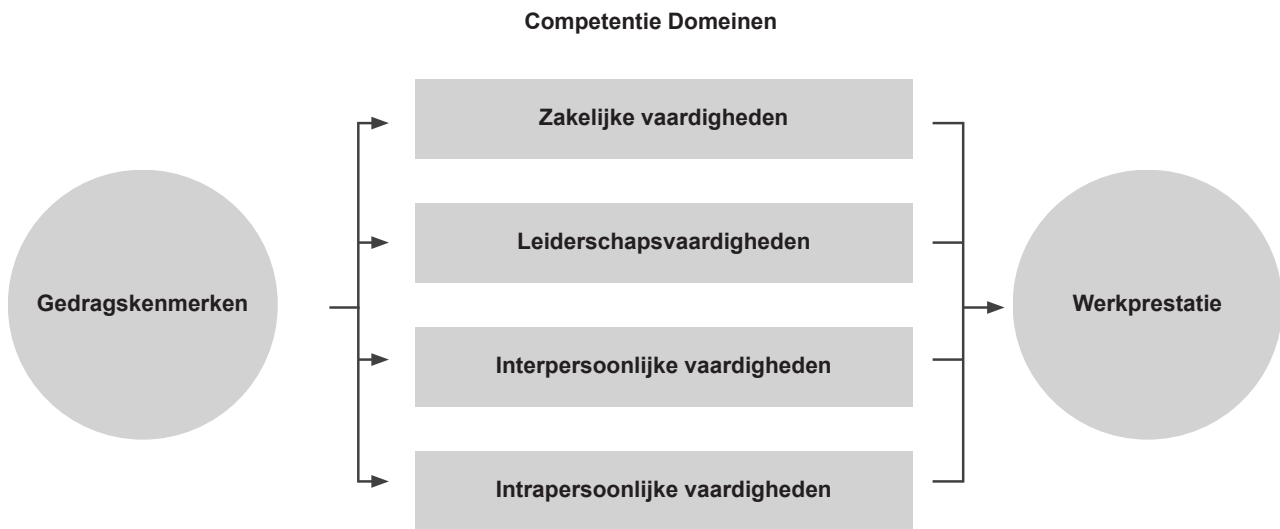 Competentie Domeinen
Zakelijke vaardigheden
Leiderschapsvaardigheden
Gedragskenmerken
Werkprestatie
Interpersoonlijke vaardigheden
Intrapersoonlijke vaardigheden